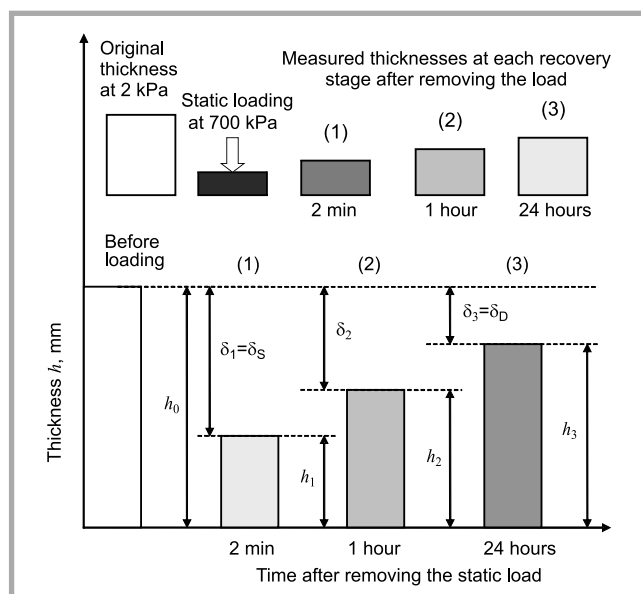 Original
thickness
at 2 kPa
Measured thicknesses at each recovery
stage after removing the load
Static loading
at 700 kPa
(1)
(2)
(3)
2 min
1 hour
24 hours
Before
loading
(1)
(2)
(3)
δ1=δS
δ2
δ3=δD
h0
h1
h2
h3
Thickness h, mm
2 min
1 hour
24 hours
Time after removing the static load